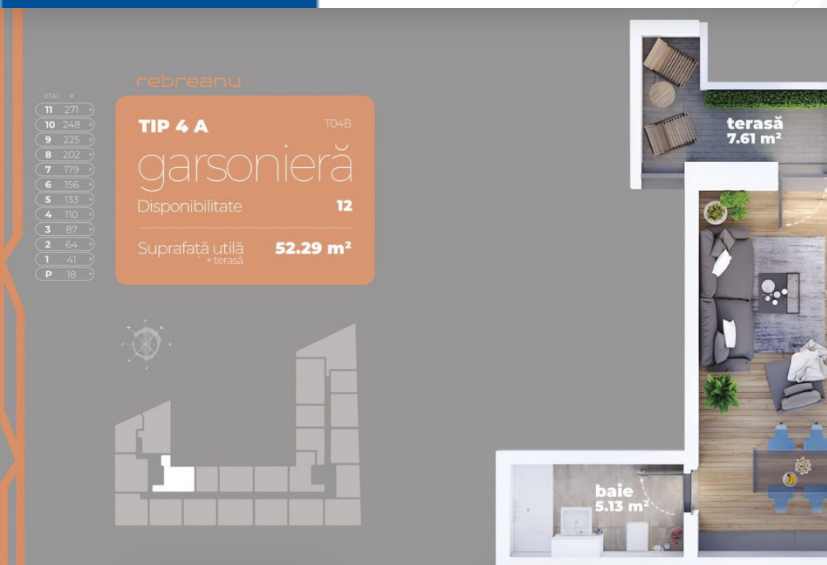 rebreanu
ETAJ #
11 271
10 248
9 225
8 202
7 179
6 156
5 133
4 110
3 87
2 64
1 41
P 18
TIP 4 A T04B
garsonieră
Disponibilitate 12
Suprafață utilă 52.29 m²
+ terasă
terasă
7.61 m²
baie
5.13 m²